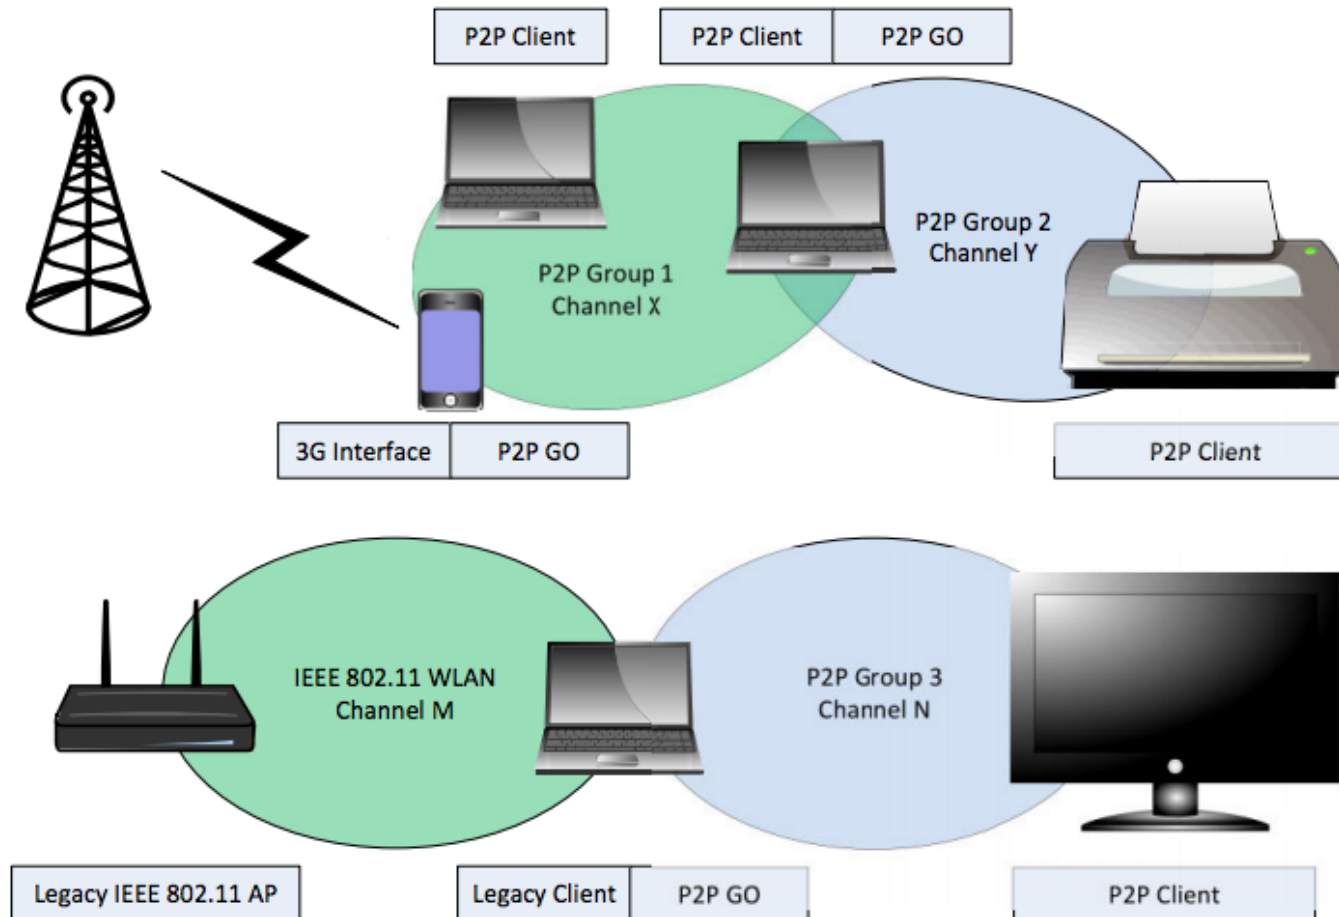 P2P Client
P2P Client
P2P GO
P2P Group 1
Channel X
P2P Group 2
Channel Y
3G Interface
P2P GO
P2P Client
IEEE 802.11 WLAN
Channel M
P2P Group 3
Channel N
Legacy IEEE 802.11 AP
Legacy Client
P2P GO
P2P Client